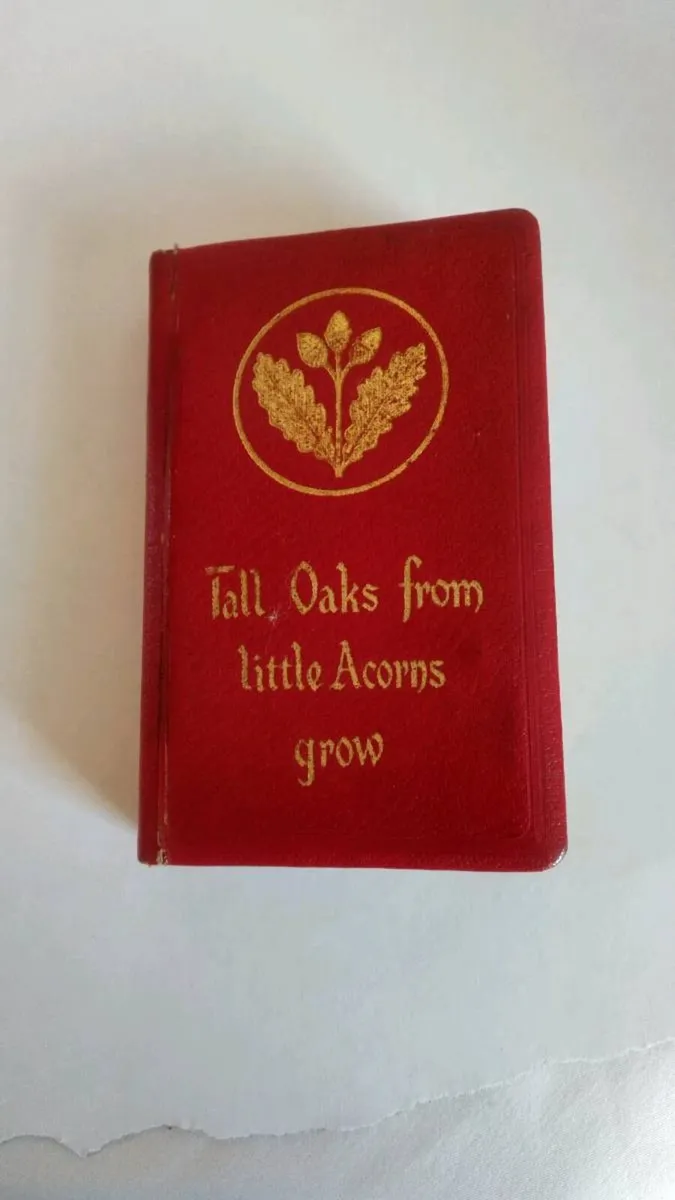 Tall Oaks from
little Acorns
grow